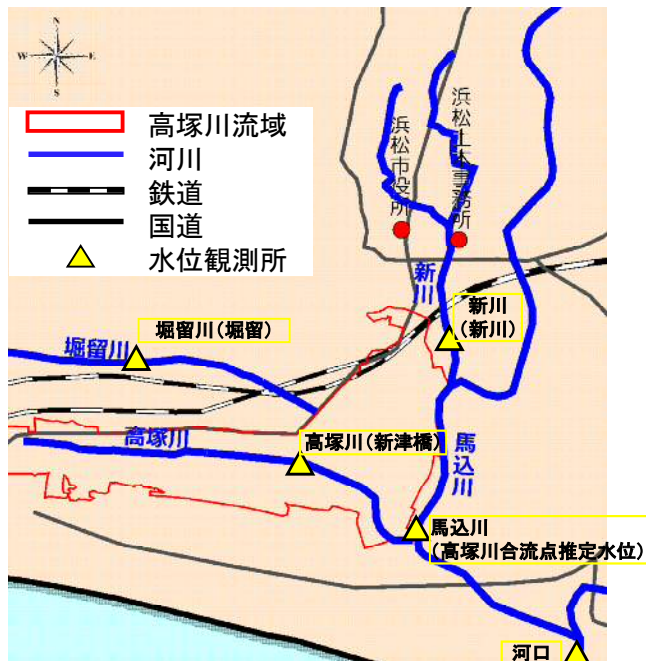 N
W
E
S
高塚川流域
河川
鉄道
国道
水位観測所
浜松市役所
浜松土木事務所
新川
新川
(新川)
堀留川(堀留)
堀留川
高塚川
高塚川(新津橋)
馬込川
馬込川
(高塚川合流点推定水位)
河口